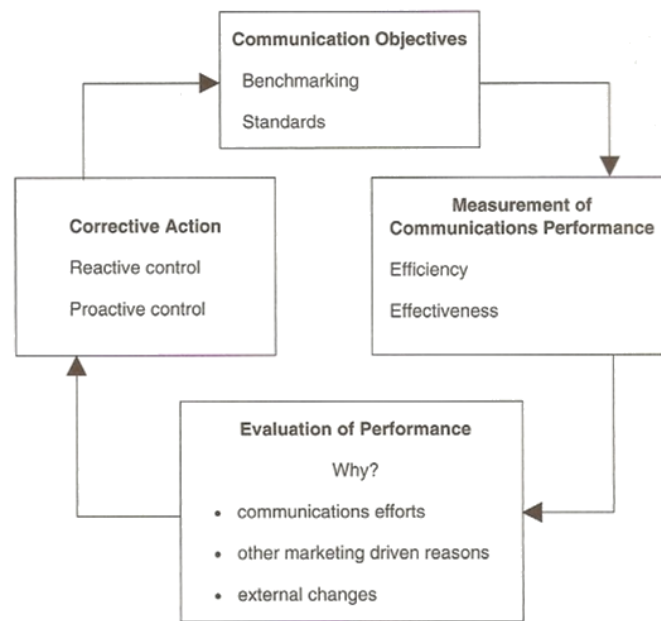 Communication Objectives
Benchmarking
Standards
Measurement of
Communications Performance
Efficiency
Effectiveness
Evaluation of Performance
Why?
• communications efforts
• other marketing driven reasons
• external changes
Corrective Action
Reactive control
Proactive control